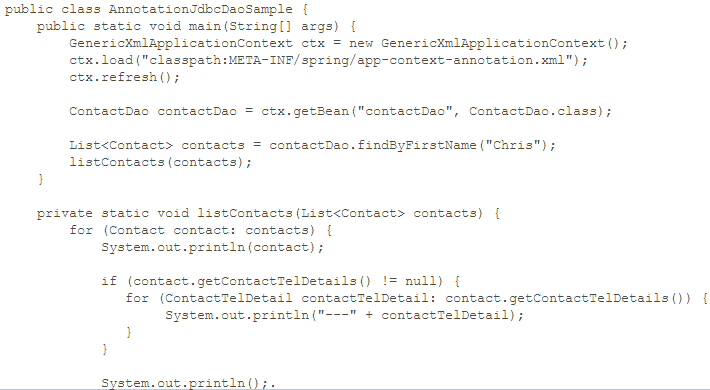 public class AnnotationJdbcDaoSample {
    public static void main(String[] args) {
        GenericXmlApplicationContext ctx = new GenericXmlApplicationContext();
        ctx.load("classpath:META-INF/spring/app-context-annotation.xml");
        ctx.refresh();

        ContactDao contactDao = ctx.getBean("contactDao", ContactDao.class);

        List<Contact> contacts = contactDao.findByFirstName("Chris");
        listContacts(contacts);
    }

    private static void listContacts(List<Contact> contacts) {
        for (Contact contact: contacts) {
            System.out.println(contact);

            if (contact.getContactTelDetails() != null) {
               for (ContactTelDetail contactTelDetail: contact.getContactTelDetails()) {
                    System.out.println("---" + contactTelDetail);
               }
            }

            System.out.println();.